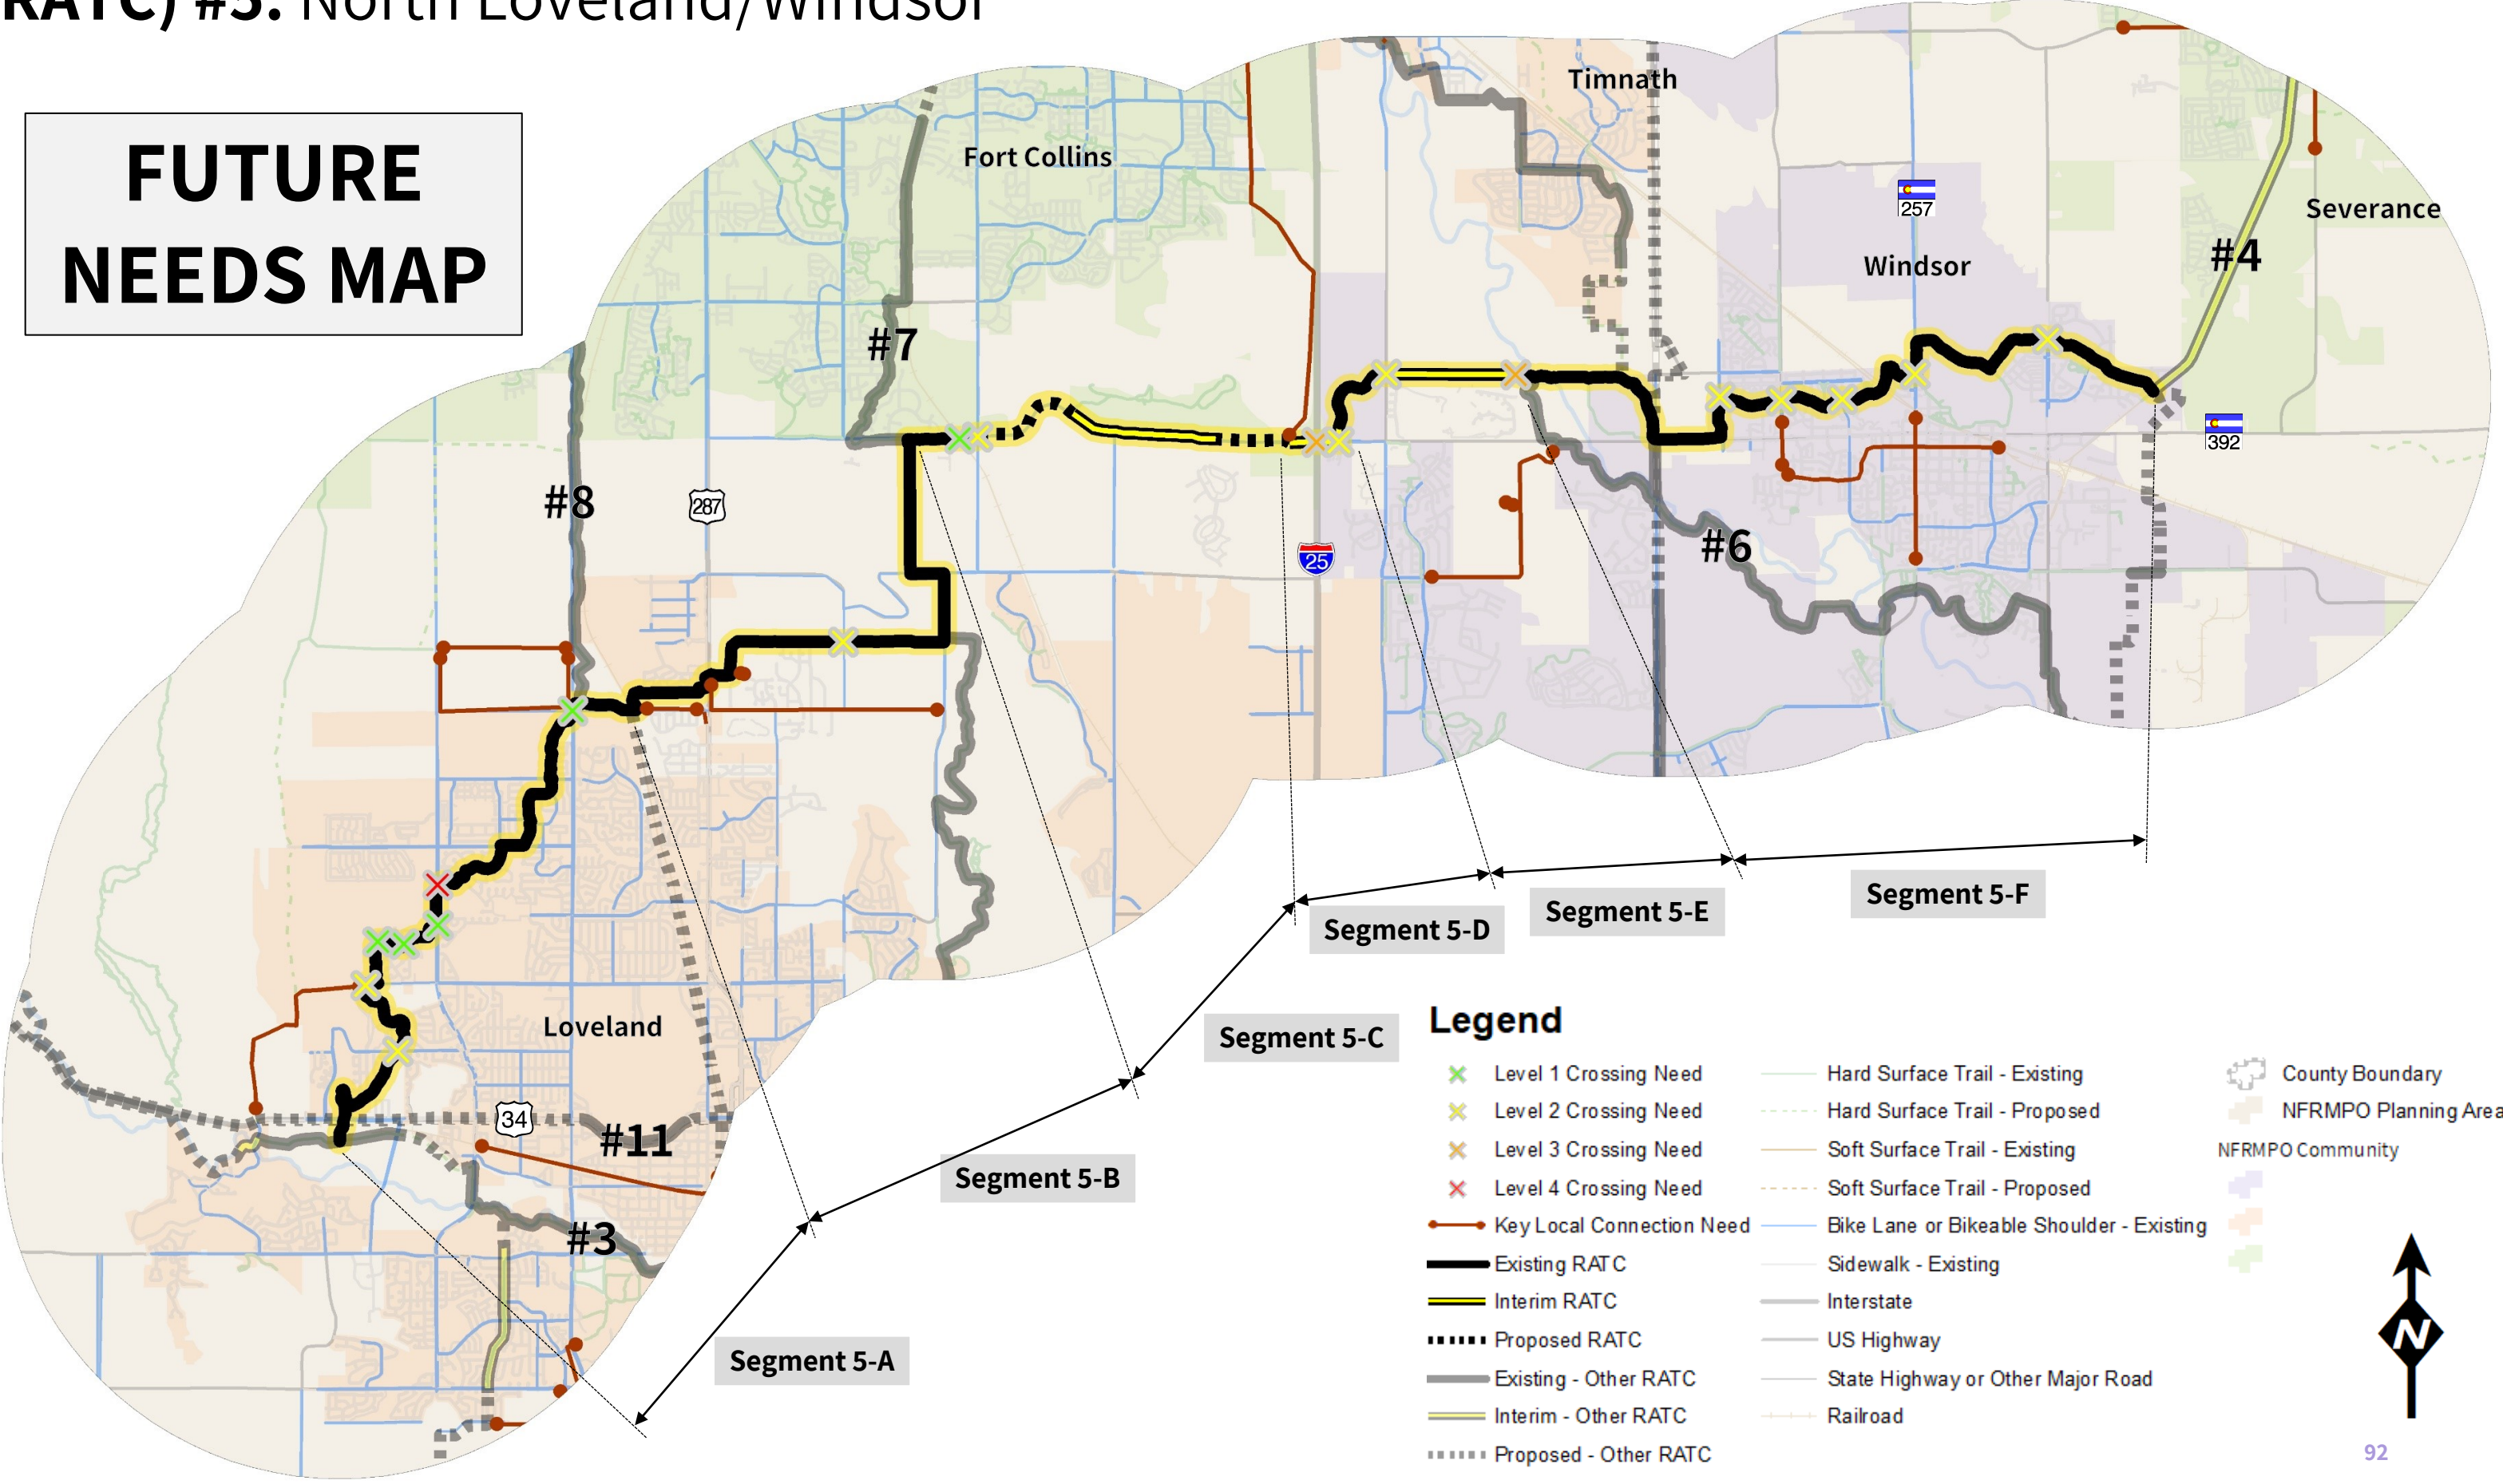 RATC) #5: North Loveland/Windsor
FUTURE
NEEDS MAP
Timnath
Fort Collins
257
Severance
#4
Windsor
#7
392
#8
287
25
#6
Segment 5-F
Segment 5-E
Segment 5-D
Loveland
Segment 5-C
34
#11
Segment 5-B
#3
Segment 5-A
Legend
Level 1 Crossing Need
Level 2 Crossing Need
Level 3 Crossing Need
Level 4 Crossing Need
Key Local Connection Need
Existing RATC
Interim RATC
Proposed RATC
Existing - Other RATC
Interim - Other RATC
Proposed - Other RATC
Hard Surface Trail - Existing
Hard Surface Trail - Proposed
Soft Surface Trail - Existing
Soft Surface Trail - Proposed
Bike Lane or Bikeable Shoulder - Existing
Sidewalk - Existing
Interstate
US Highway
State Highway or Other Major Road
Railroad
County Boundary
NFRMPO Planning Area
NFRMPO Community
N
92